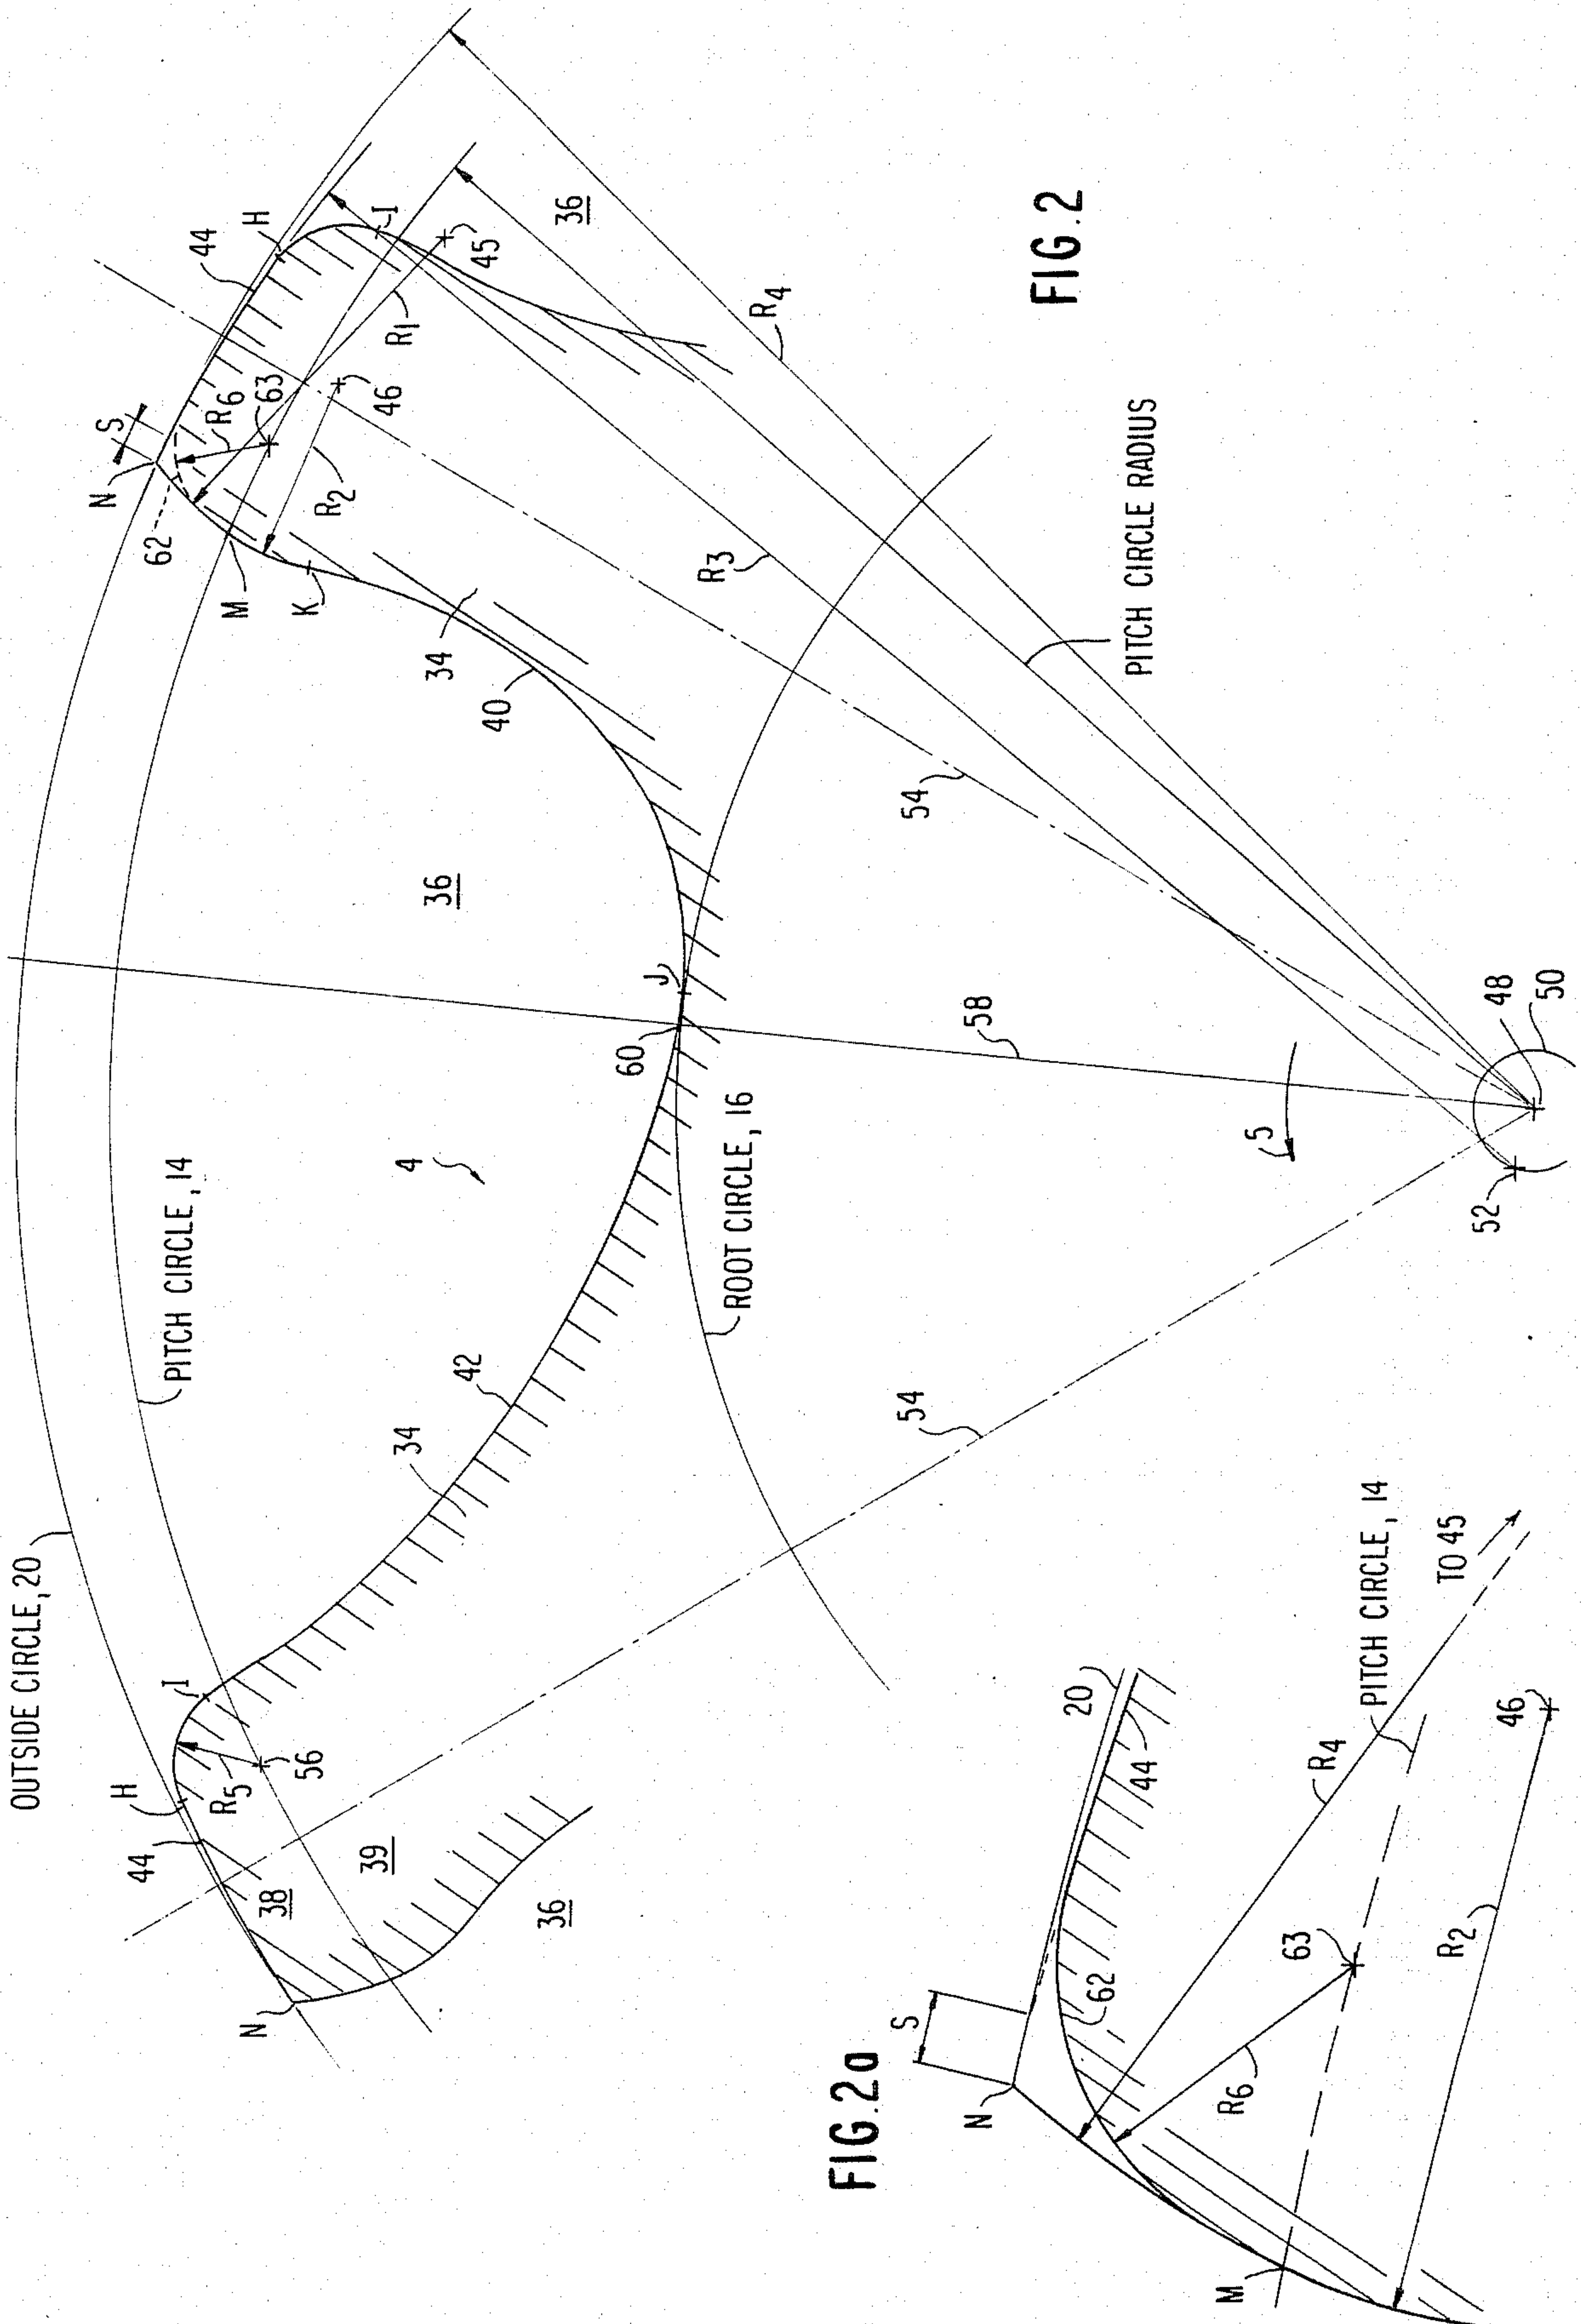 OUTSIDE CIRCLE, 20
PITCH CIRCLE, 14
ROOT CIRCLE, 16
PITCH CIRCLE RADIUS
FIG. 2
N
44
H
I
R5
56
38
39
36
34
42
54
4
60
J
58
5
52
48
50
36
40
34
K
M
62
N
S
R6
63
R2
46
R1
45
44
H
I
36
R3
R4
54
FIG. 2a
N
S
M
R6
62
63
R2
46
R4
44
20
PITCH CIRCLE, 14
TO 45